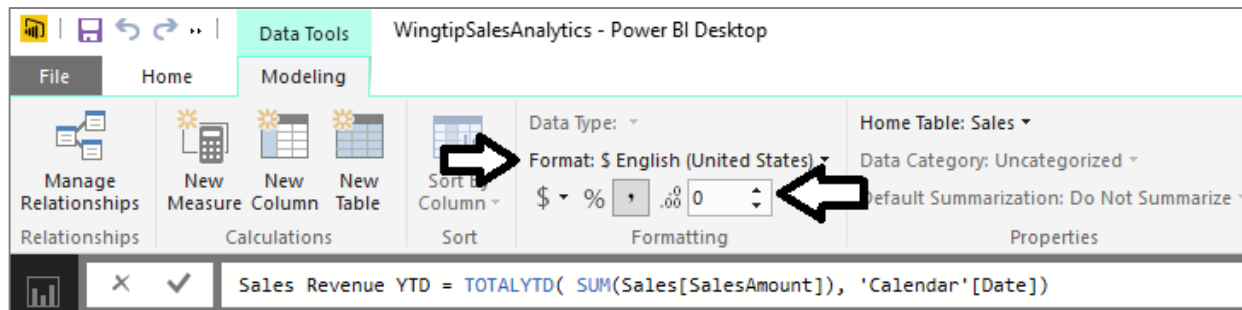 WingtipSalesAnalytics - Power BI Desktop
Data Tools
File Home Modeling
Manage Relationships
New Measure
New Column
New Table
Sort By Column
Data Type:
Format: $ English (United States)
$ % , .00 0
Home Table: Sales
Data Category: Uncategorized
Default Summarization: Do Not Summarize
Relationships Calculations Sort Formatting Properties
Sales Revenue YTD = TOTALYTD( SUM(Sales[SalesAmount]), 'Calendar'[Date])